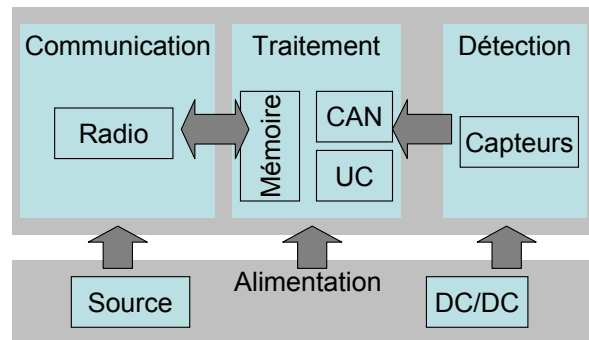 Communication
Traitement
Détection
Radio
Mémoire
CAN
UC
Capteurs
Alimentation
Source
DC/DC